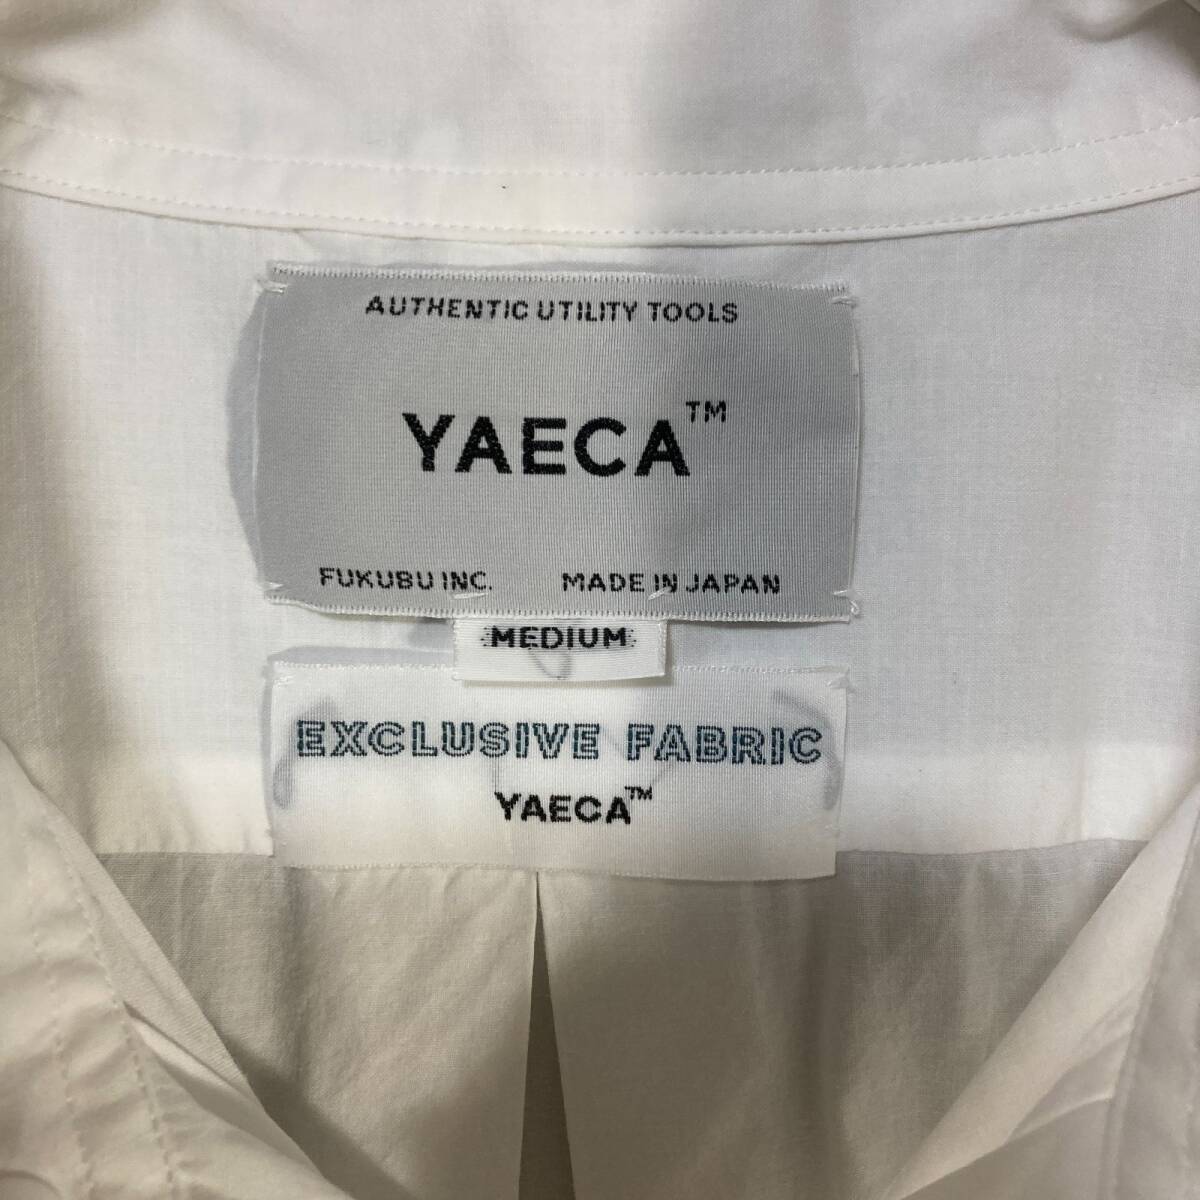 AUTHENTIC UTILITY TOOLS
YAECA™
FUKUBU INC. MADE IN JAPAN
MEDIUM
EXCLUSIVE FABRIC
YAECA™